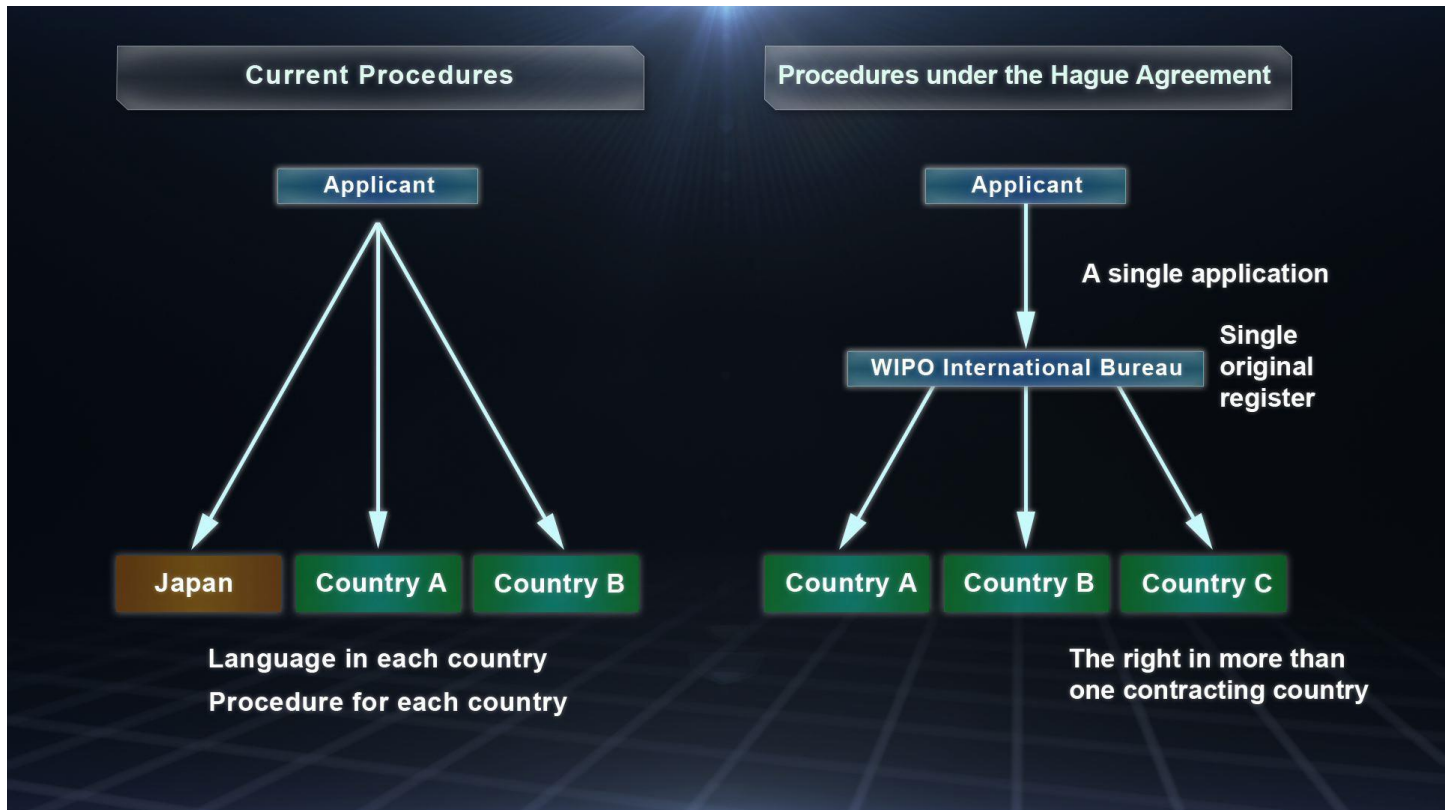 Current Procedures
Applicant
Japan
Country A
Country B
Language in each country
Procedure for each country
Procedures under the Hague Agreement
Applicant
A single application
WIPO International Bureau
Single
original
register
Country A
Country B
Country C
The right in more than
one contracting country